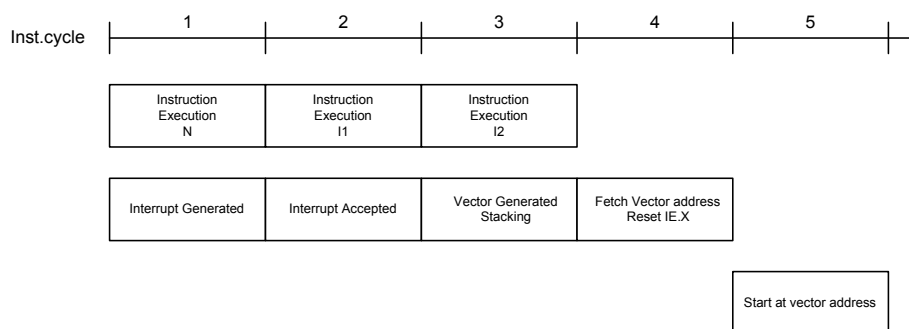 1 2 3 4 5
Inst.cycle
Instruction
Execution
N
Instruction
Execution
I1
Instruction
Execution
I2
Interrupt Generated
Interrupt Accepted
Vector Generated
Stacking
Fetch Vector address
Reset IE.X
Start at vector address